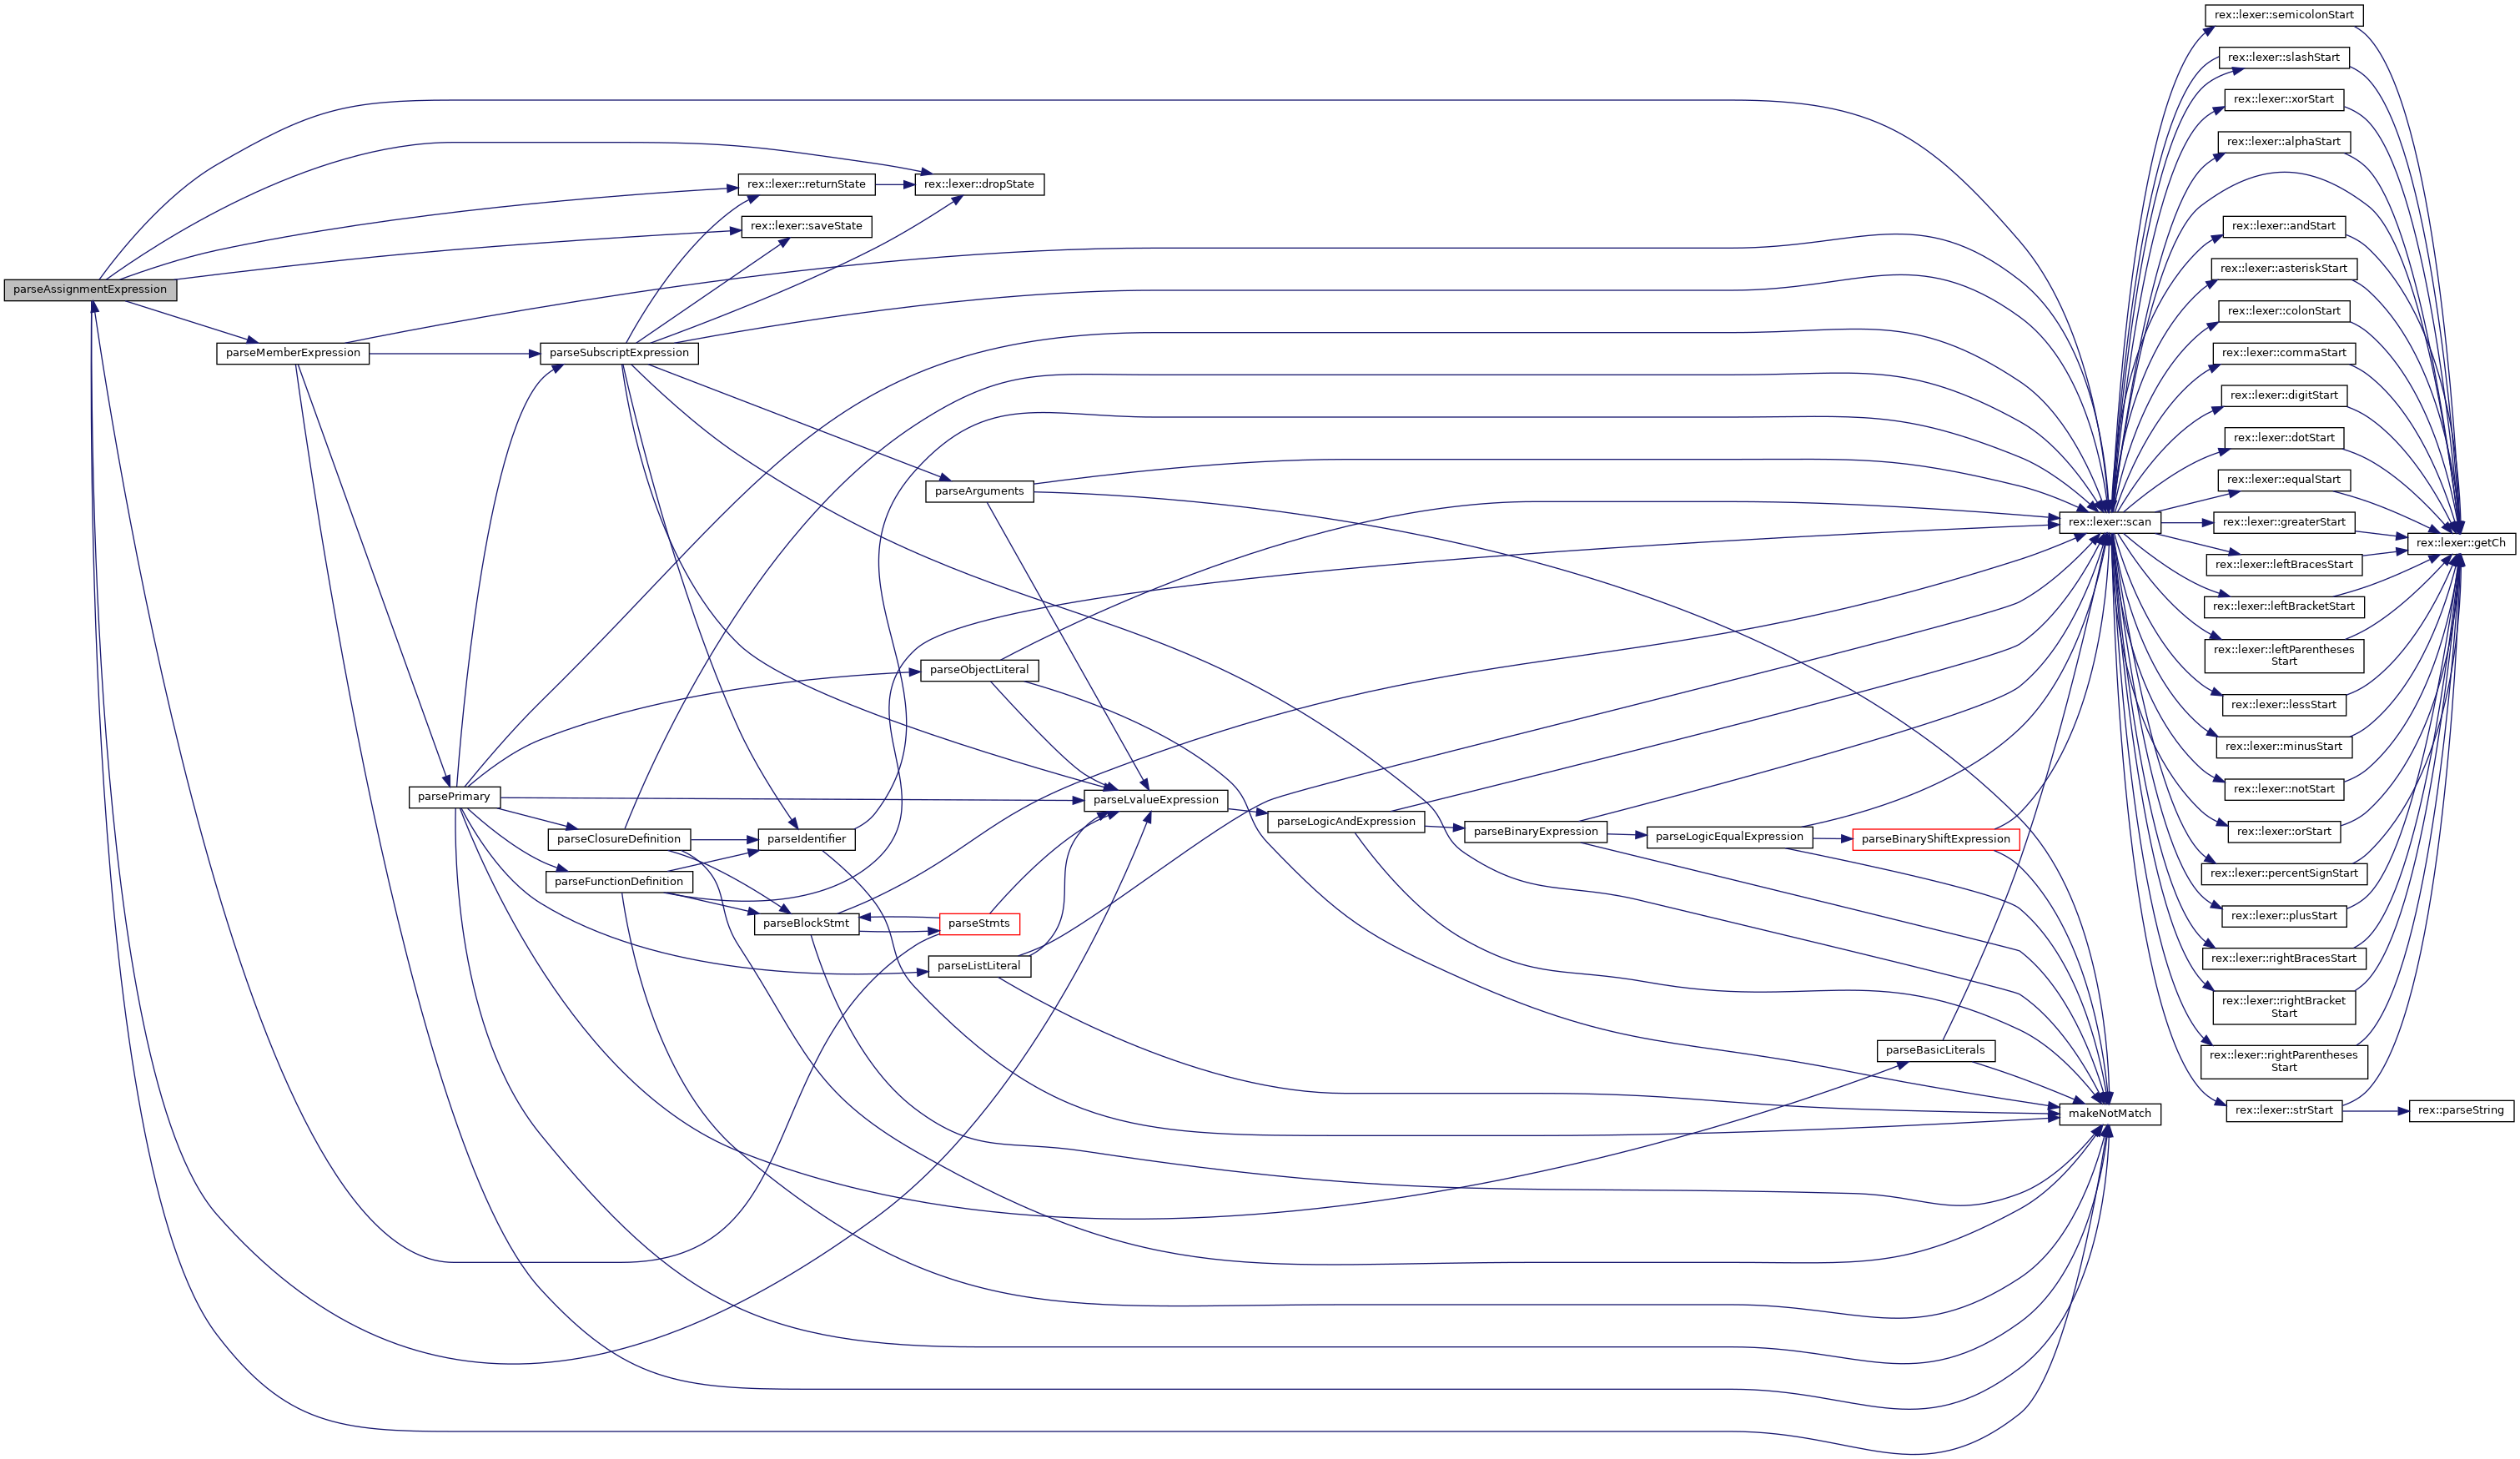 parseAssignmentExpression
parseMemberExpression
parsePrimary
parseSubscriptExpression
parseClosureDefinition
parseFunctionDefinition
rex::lexer::returnState
rex::lexer::saveState
parseIdentifier
parseBlockStmt
rex::lexer::dropState
parseArguments
parseObjectLiteral
parseStmts
parseListLiteral
parseLvalueExpression
parseLogicAndExpression
parseBinaryExpression
parseLogicEqualExpression
parseBinaryShiftExpression
parseBasicLiterals
rex::lexer::scan
makeNotMatch
rex::lexer::semicolonStart
rex::lexer::slashStart
rex::lexer::xorStart
rex::lexer::alphaStart
rex::lexer::andStart
rex::lexer::asteriskStart
rex::lexer::colonStart
rex::lexer::commaStart
rex::lexer::digitStart
rex::lexer::dotStart
rex::lexer::equalStart
rex::lexer::greaterStart
rex::lexer::leftBracesStart
rex::lexer::leftBracketStart
rex::lexer::leftParentheses
Start
rex::lexer::lessStart
rex::lexer::minusStart
rex::lexer::notStart
rex::lexer::orStart
rex::lexer::percentSignStart
rex::lexer::plusStart
rex::lexer::rightBracesStart
rex::lexer::rightBracket
Start
rex::lexer::rightParentheses
Start
rex::lexer::strStart
rex::lexer::getCh
rex::parseString